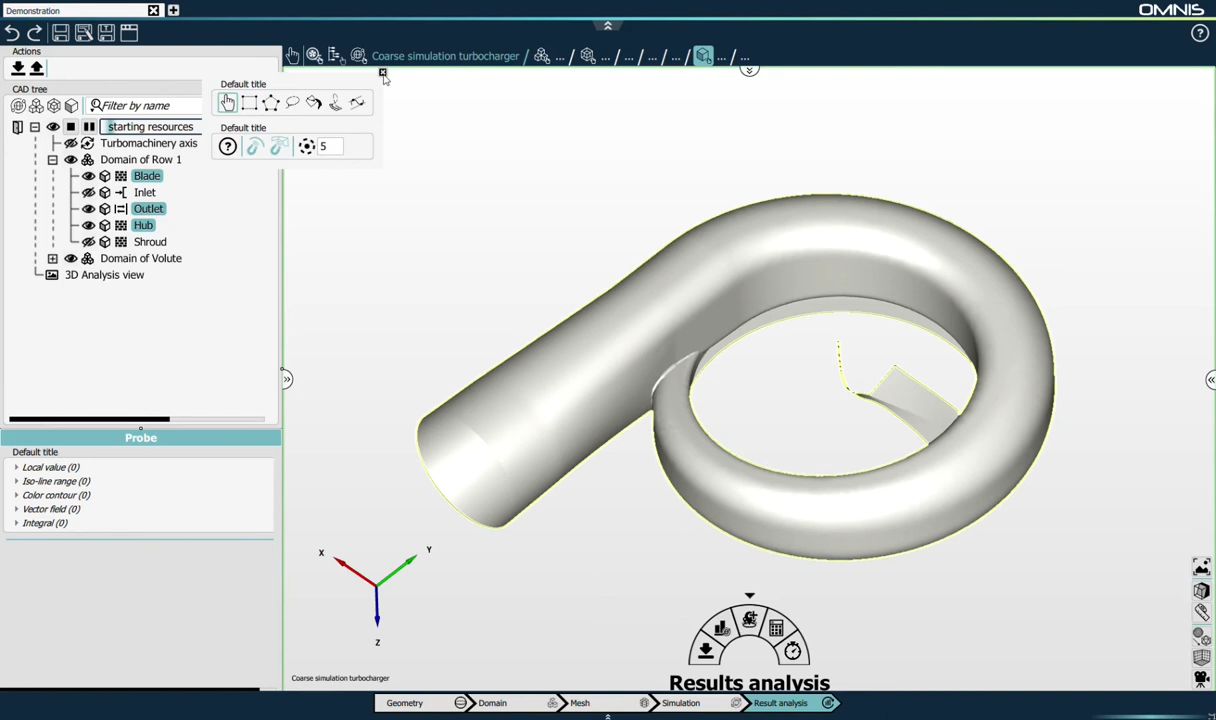 Demonstration
OMNIS
Actions
Coarse simulation turbocharger / ... / ... / ... / ... / ... / ... / ...
CAD tree
Filter by name
starting resources
Turbomachinery axis
Domain of Row 1
Blade
Inlet
Outlet
Hub
Shroud
Domain of Volute
3D Analysis view
Default title
Default title
5
Probe
Default title
Local value (0)
Iso-line range (0)
Color contour (0)
Vector field (0)
Integral (0)
X
Y
Z
Coarse simulation turbocharger
Results analysis
Geometry
Domain
Mesh
Simulation
Result analysis